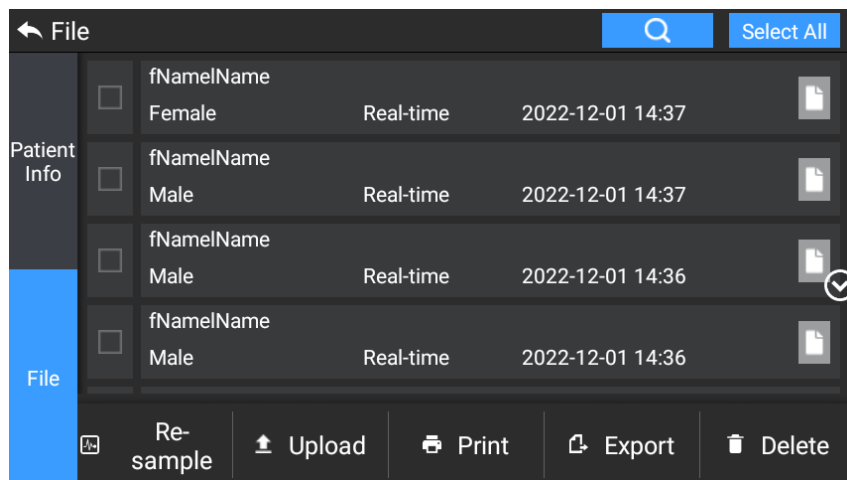 File
Select All
Patient
Info
fNamelName
Female Real-time 2022-12-01 14:37
fNamelName
Male Real-time 2022-12-01 14:37
fNamelName
Male Real-time 2022-12-01 14:36
fNamelName
Male Real-time 2022-12-01 14:36
File
Re-
sample
Upload
Print
Export
Delete